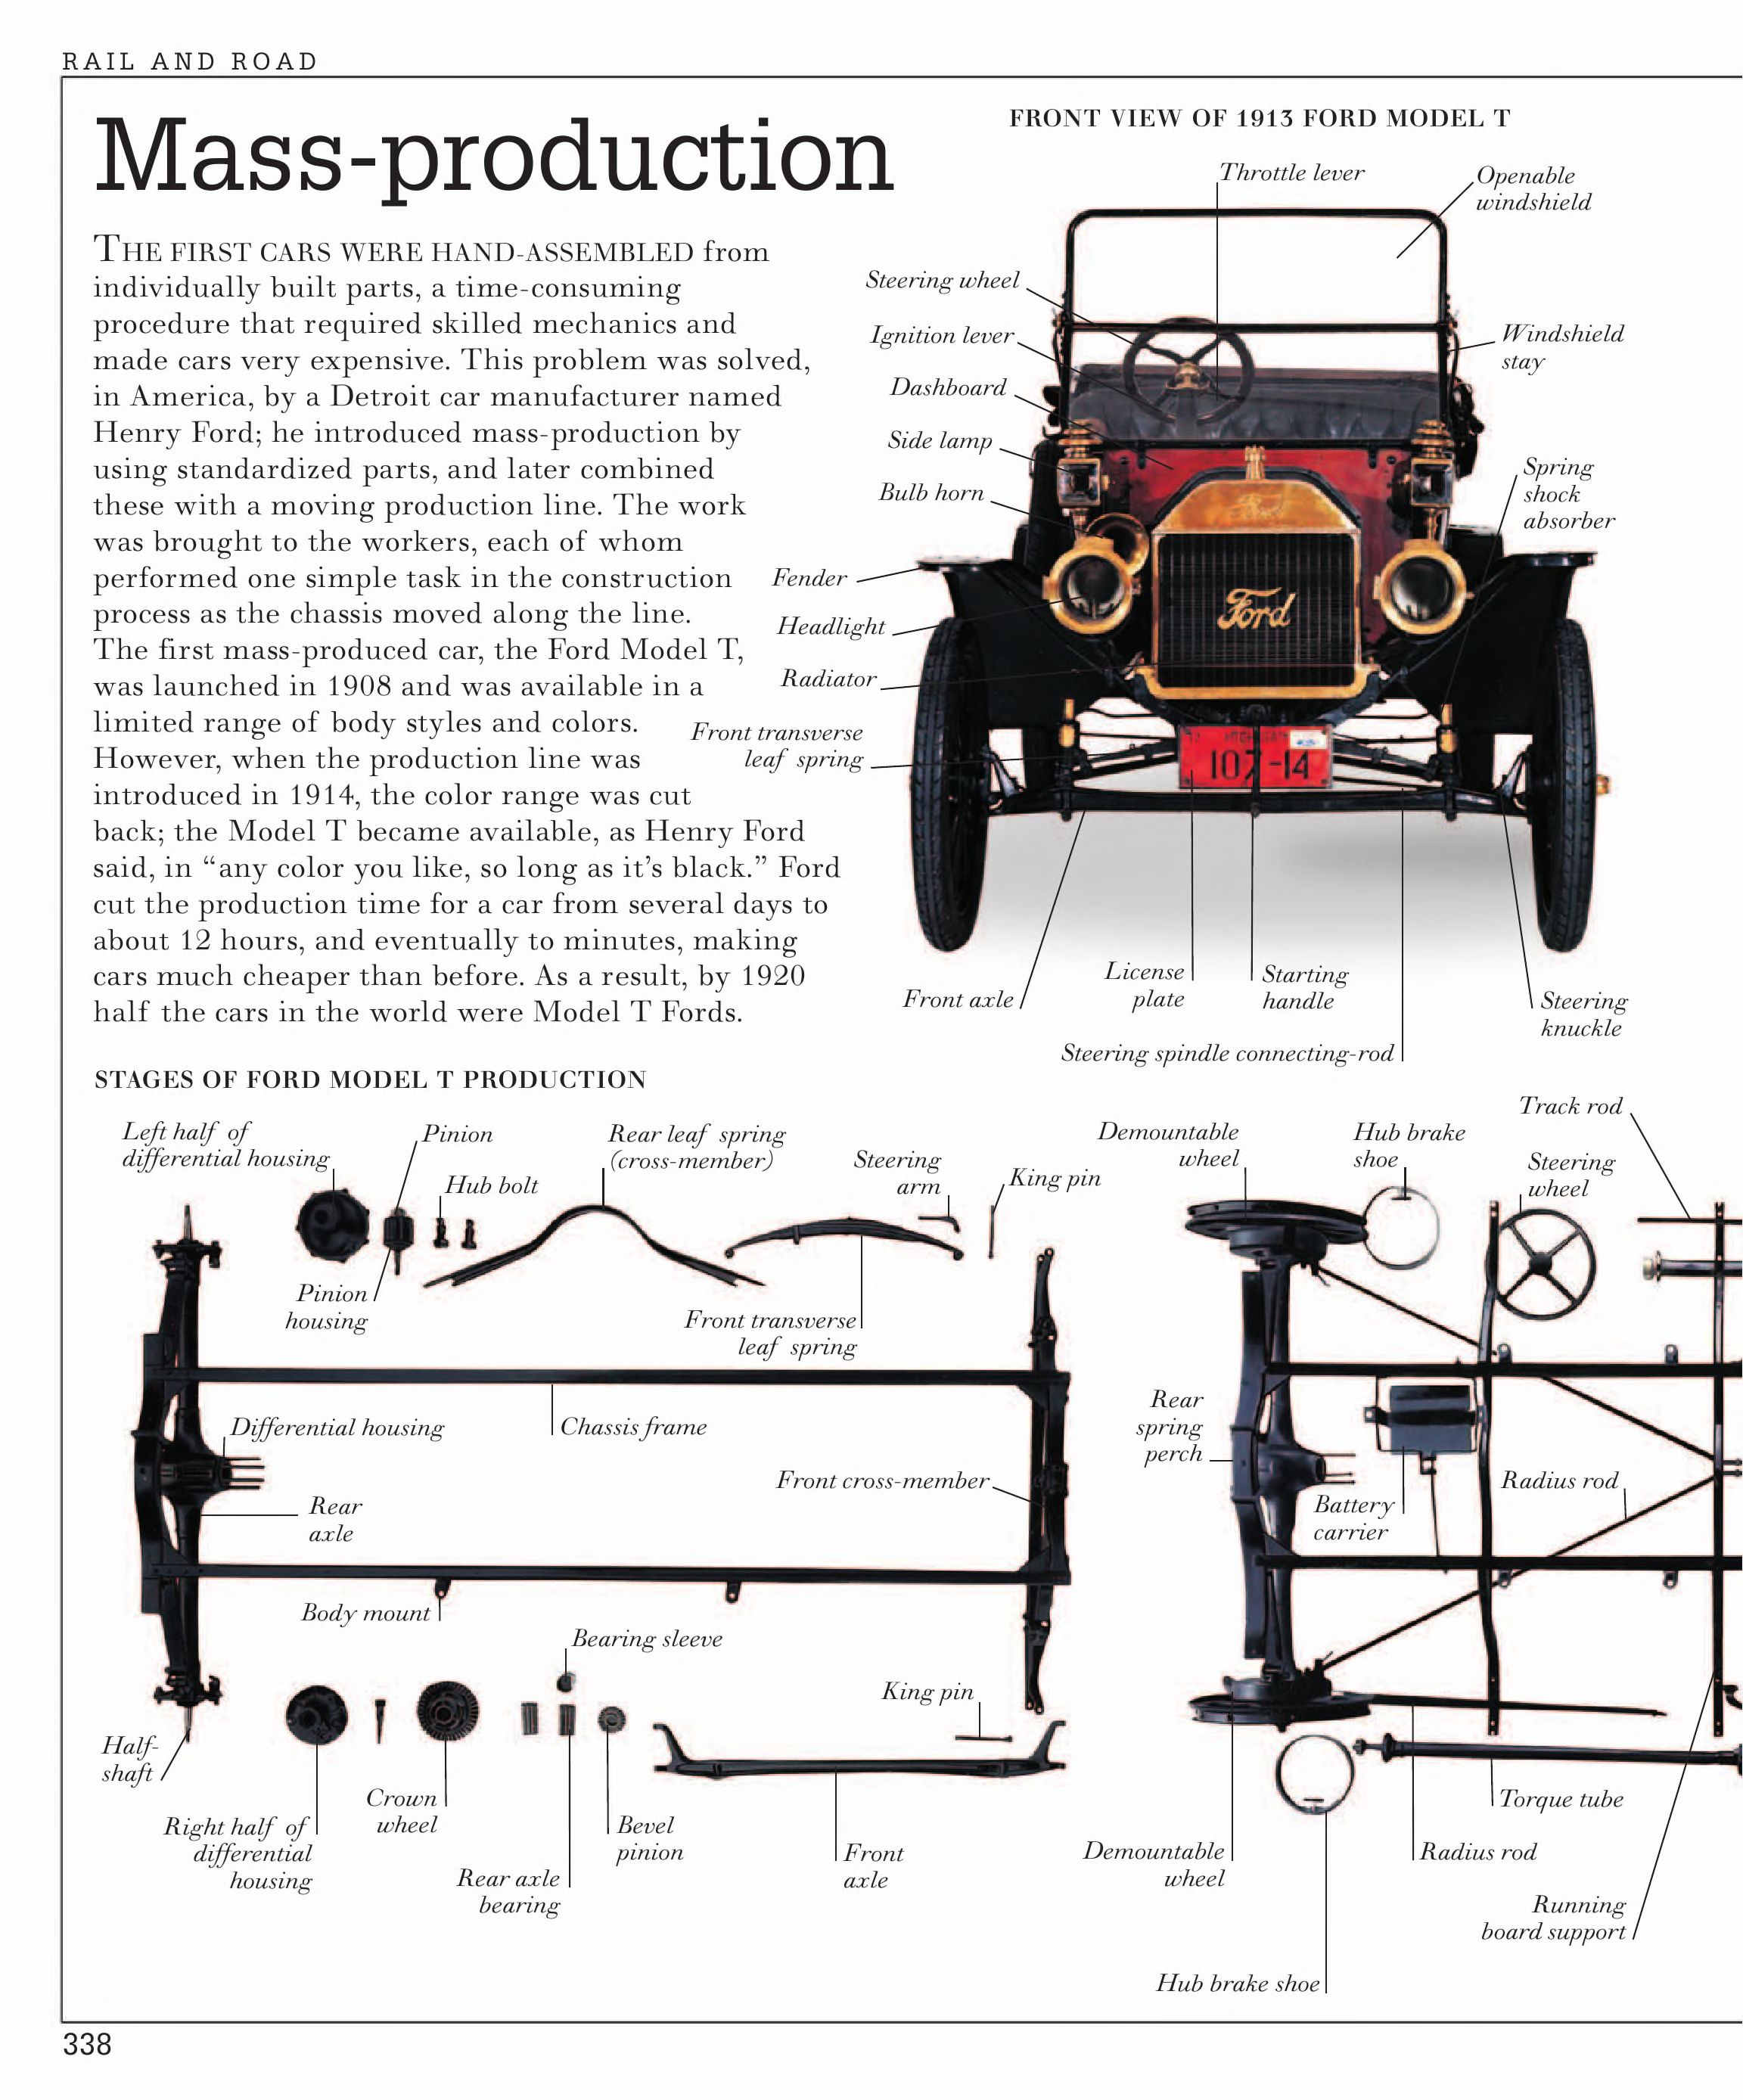 RAIL AND ROAD
Mass-production
THE FIRST CARS WERE HAND-ASSEMBLED from
individually built parts, a time-consuming
procedure that required skilled mechanics and
made cars very expensive. This problem was solved,
in America, by a Detroit car manufacturer named
Henry Ford; he introduced mass-production by
using standardized parts, and later combined
these with a moving production line. The work
was brought to the workers, each of whom
performed one simple task in the construction
process as the chassis moved along the line.
The first mass-produced car, the Ford Model T,
was launched in 1908 and was available in a
limited range of body styles and colors.
However, when the production line was
introduced in 1914, the color range was cut
back; the Model T became available, as Henry Ford
said, in “any color you like, so long as it’s black.” Ford
cut the production time for a car from several days to
about 12 hours, and eventually to minutes, making
cars much cheaper than before. As a result, by 1920
half the cars in the world were Model T Fords.
FRONT VIEW OF 1913 FORD MODEL T
Throttle lever
Openable
windshield
Steering wheel
Ignition lever
Windshield
stay
Dashboard
Side lamp
Spring
shock
absorber
Bulb horn
Fender
Headlight
Radiator
Front transverse
leaf spring
Ford
Ford
107-14
Front axle
License
plate
Starting
handle
Steering
knuckle
Steering spindle connecting-rod
STAGES OF FORD MODEL T PRODUCTION
Left half of
differential housing
Pinion
Hub bolt
Rear leaf spring
(cross-member)
Steering
arm
King pin
Pinion
housing
Front transverse
leaf spring
Differential housing
Chassis frame
Front cross-member
Rear
axle
Body mount
Bearing sleeve
King pin
Half-
shaft
Right half of
differential
housing
Crown
wheel
Rear axle
bearing
Bevel
pinion
Front
axle
Demountable
wheel
Hub brake
shoe
Track rod
Steering
wheel
Rear
spring
perch
Battery
carrier
Radius rod
Torque tube
Demountable
wheel
Radius rod
Running
board support
Hub brake shoe
338